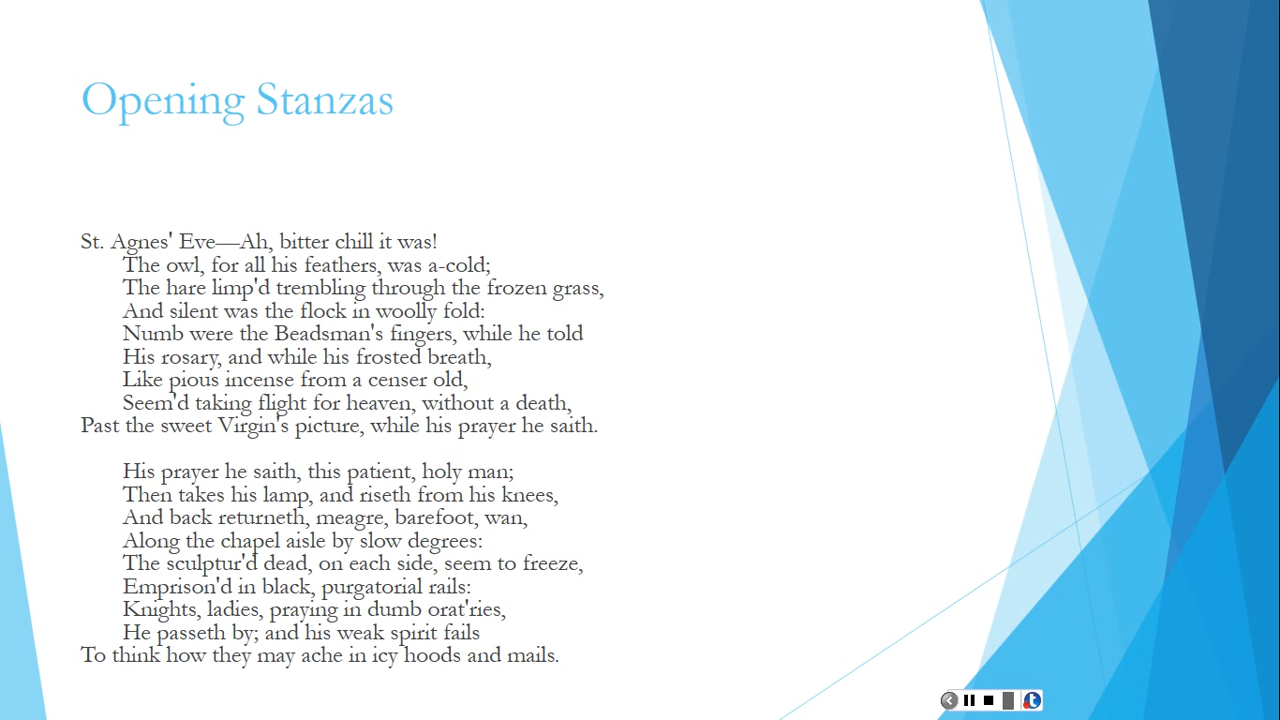 Opening Stanzas
St. Agnes' Eve—Ah, bitter chill it was!
The owl, for all his feathers, was a-cold;
The hare limp'd trembling through the frozen grass,
And silent was the flock in woolly fold:
Numb were the Beadsman's fingers, while he told
His rosary, and while his frosted breath,
Like pious incense from a censer old,
Seem'd taking flight for heaven, without a death,
Past the sweet Virgin's picture, while his prayer he saith.
His prayer he saith, this patient, holy man;
Then takes his lamp, and riseth from his knees,
And back returneth, meagre, barefoot, wan,
Along the chapel aisle by slow degrees:
The sculptur'd dead, on each side, seem to freeze,
Emprison'd in black, purgatorial rails:
Knights, ladies, praying in dumb orat'ries,
He passeth by; and his weak spirit fails
To think how they may ache in icy hoods and mails.
t